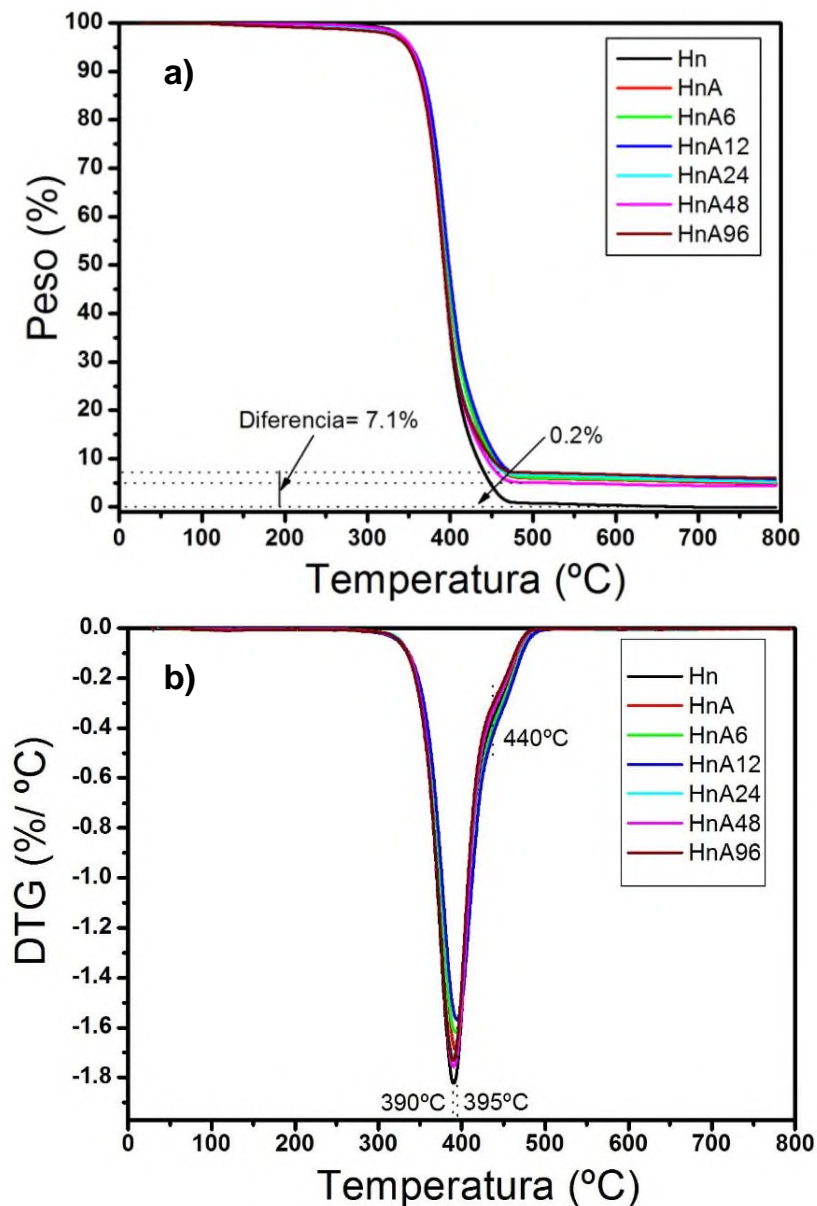 a)
Peso (%)
100
90
80
70
60
50
40
30
20
10
0
Hn
HnA
HnA6
HnA12
HnA24
HnA48
HnA96
Diferencia= 7.1%
0.2%
0 100 200 300 400 500 600 700 800
Temperatura (ºC)
b)
DTG (%/ ºC)
0.0
-0.2
-0.4
-0.6
-0.8
-1.0
-1.2
-1.4
-1.6
-1.8
Hn
HnA
HnA6
HnA12
HnA24
HnA48
HnA96
440ºC
390ºC 395ºC
0 100 200 300 400 500 600 700 800
Temperatura (ºC)